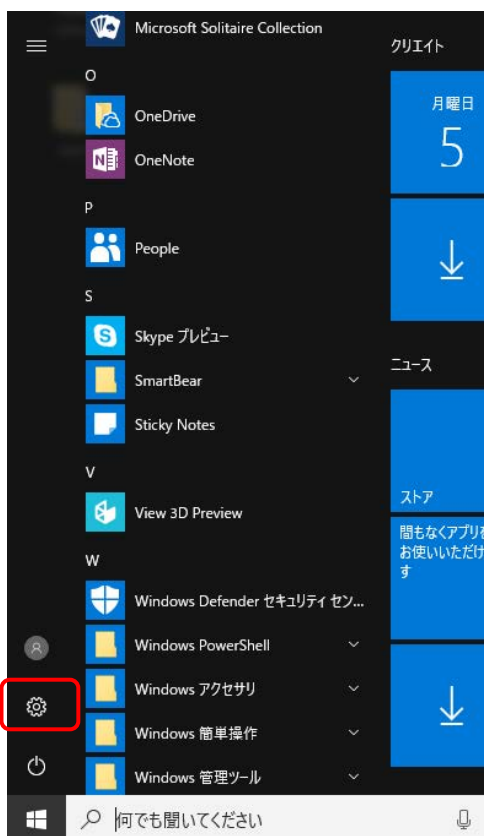 Microsoft Solitaire Collection
O
OneDrive
OneNote
P
People
S
Skype プレビュー
SmartBear
Sticky Notes
V
View 3D Preview
W
Windows Defender セキュリティ セン...
Windows PowerShell
Windows アクセサリ
Windows 簡単操作
Windows 管理ツール
何でも聞いてください
クリエイト
月曜日
5
ニュース
ストア
間もなくアプリを
お使いいただけ
す